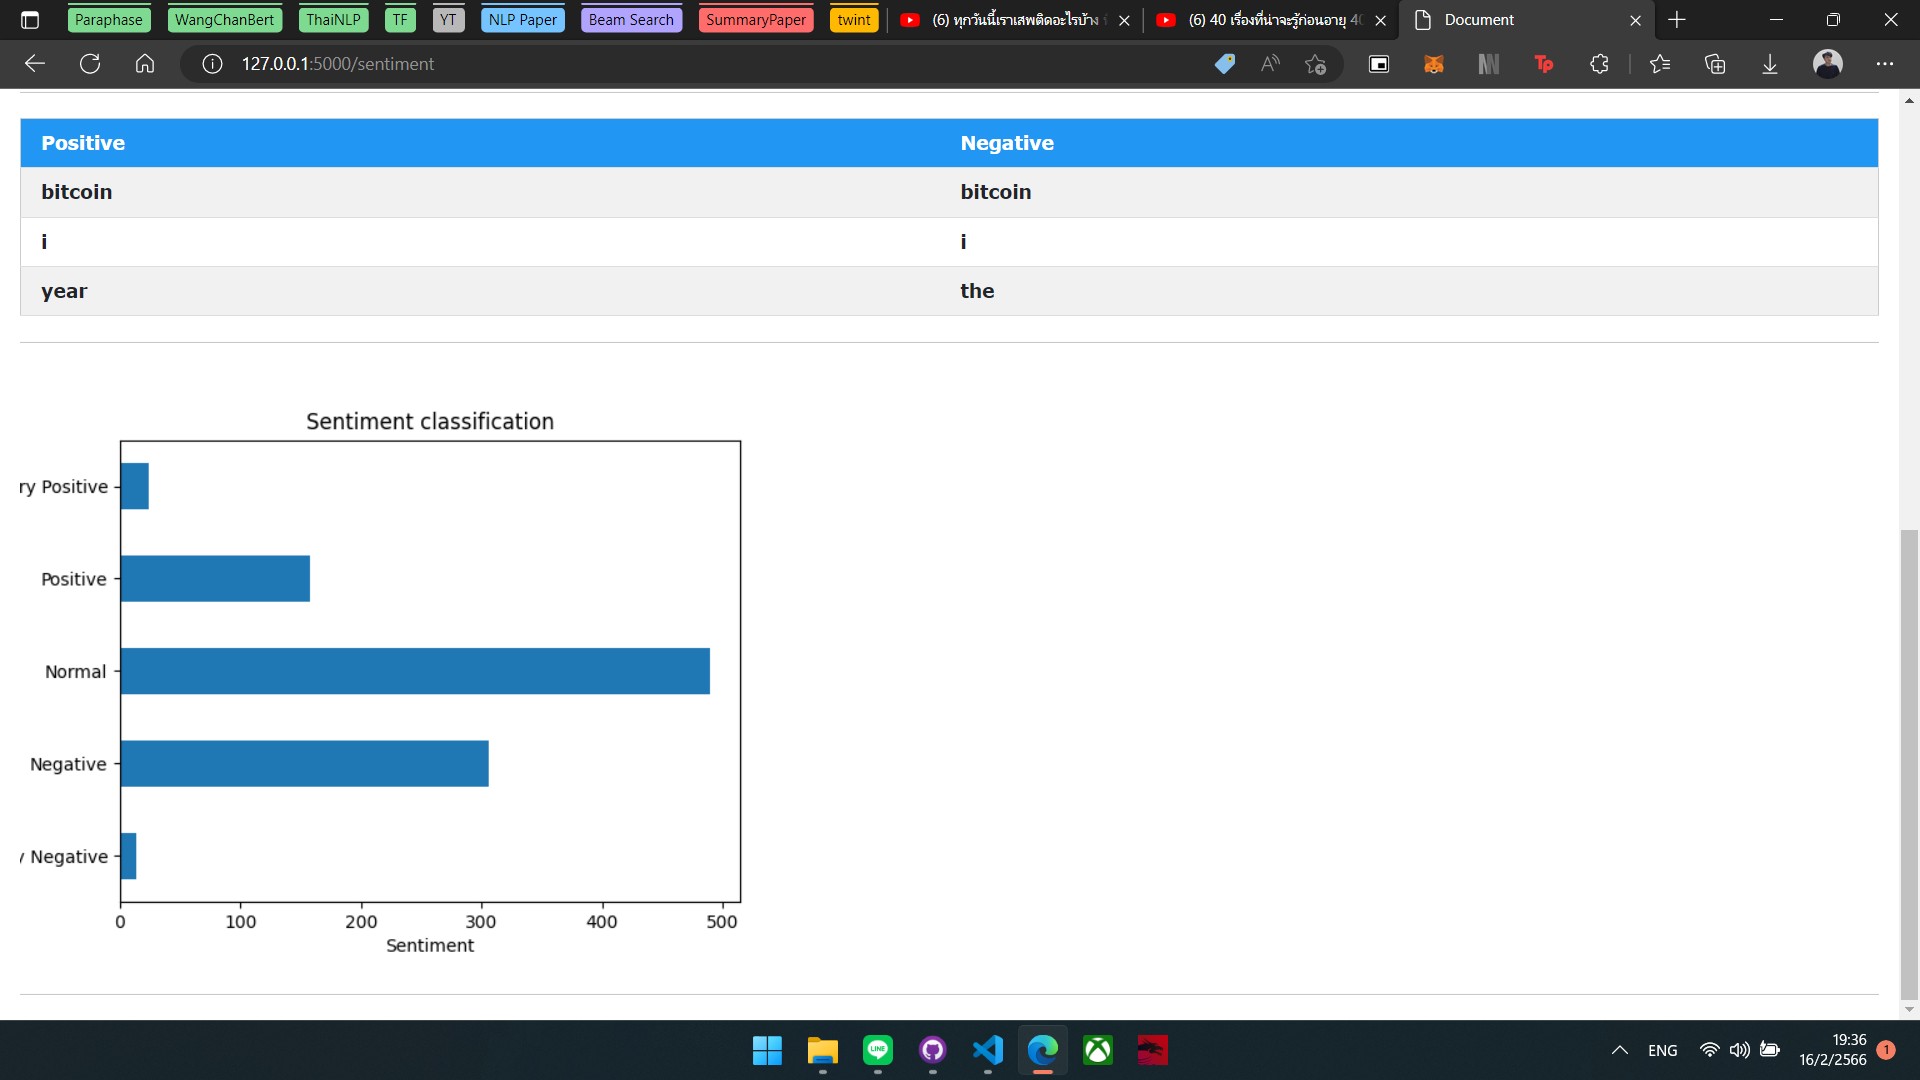 Paraphase WangChanBert ThaiNLP TF YT NLP Paper Beam Search SummaryPaper twint (6) ทุกวันนี้เราเสพติดอะไรบ้าง (6) 40 เรื่องที่น่าจะรู้ก่อนอายุ 40 Document
127.0.0.1:5000/sentiment
Positive Negative
bitcoin bitcoin
i i
year the
Sentiment classification
ry Positive
Positive
Normal
Negative
y Negative
0 100 200 300 400 500
Sentiment
ENG 19:36 1
16/2/2566